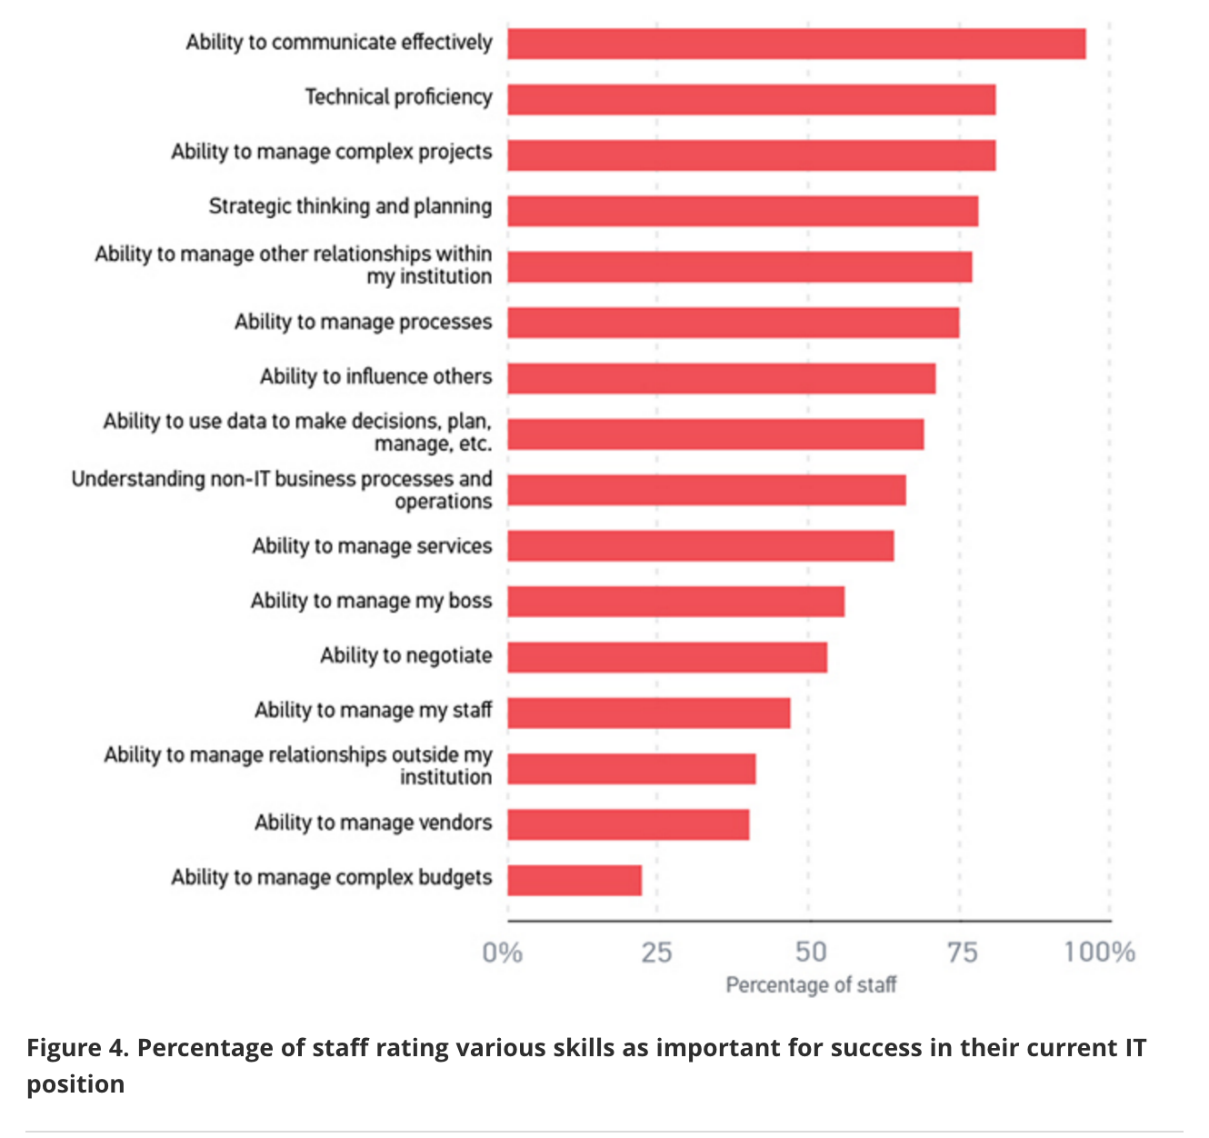 Ability to communicate effectively
Technical proficiency
Ability to manage complex projects
Strategic thinking and planning
Ability to manage other relationships within
my institution
Ability to manage processes
Ability to influence others
Ability to use data to make decisions, plan,
manage, etc.
Understanding non-IT business processes and
operations
Ability to manage services
Ability to manage my boss
Ability to negotiate
Ability to manage my staff
Ability to manage relationships outside my
institution
Ability to manage vendors
Ability to manage complex budgets
0% 25 50 75 100%
Percentage of staff
Figure 4. Percentage of staff rating various skills as important for success in their current IT
position